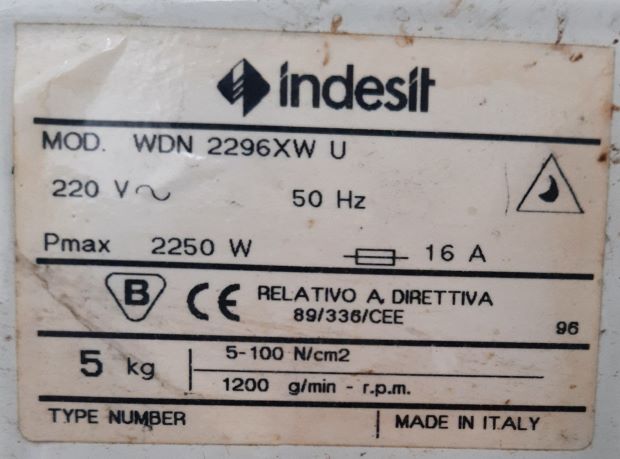 indesit
MOD. WDN 2296XW U
220 V ~ 50 Hz
Pmax 2250 W 16 A
B CE RELATIVO A DIRETTIVA
89/336/CEE
96
5 kg
5-100 N/cm2
1200 g/min - r.p.m.
TYPE NUMBER MADE IN ITALY